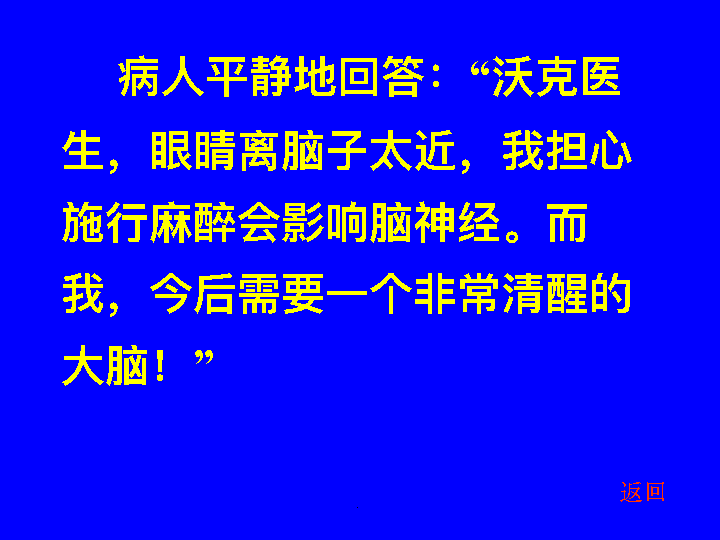 病人平静地回答：“沃克医
生，眼睛离脑子太近，我担心
施行麻醉会影响脑神经。而
我，今后需要一个非常清醒的
大脑！”
返回